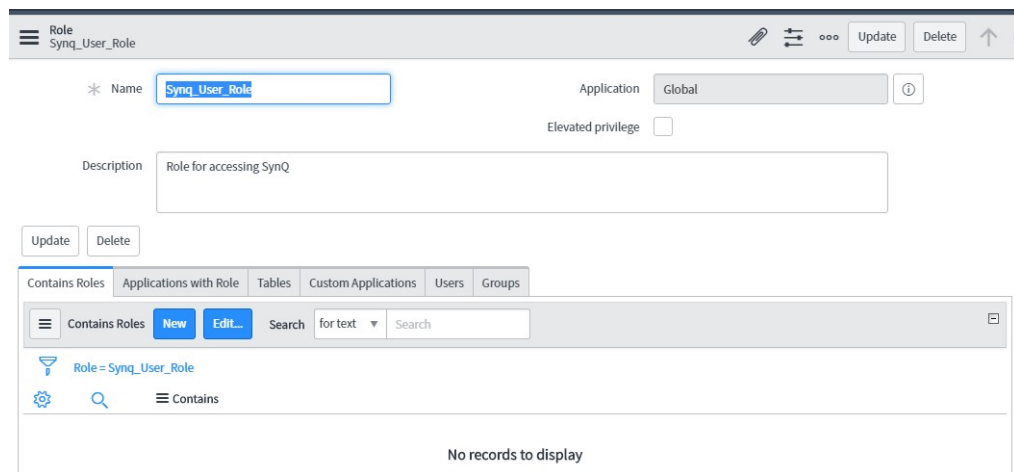 Role
Synq_User_Role
Update Delete
Name Synq_User_Role Application Global
Elevated privilege
Description Role for accessing SynQ
Update Delete
Contains Roles Applications with Role Tables Custom Applications Users Groups
Contains Roles New Edit... Search for text Search
Role = Synq_User_Role
Contains
No records to display